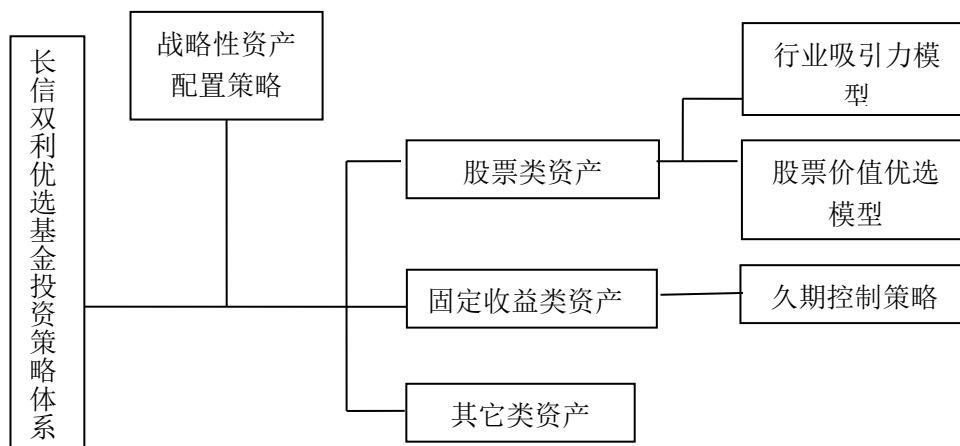 长信双利优选基金投资策略体系
战略性资产
配置策略
股票类资产
行业吸引力模
型
股票价值优选
模型
固定收益类资产
久期控制策略
其它类资产